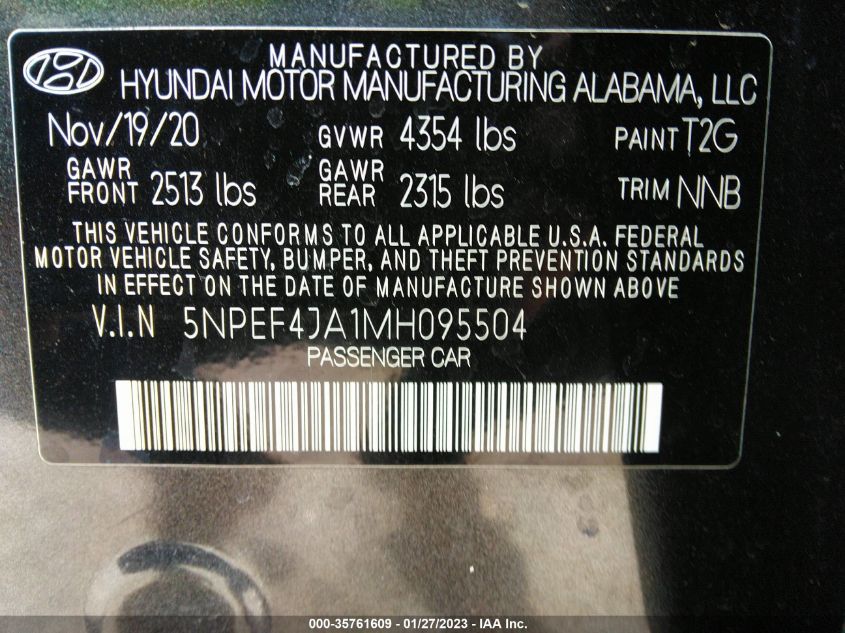 MANUFACTURED BY
HYUNDAI MOTOR MANUFACTURING ALABAMA, LLC
Nov/19/20 GVWR 4354 lbs PAINT T2G
GAWR FRONT 2513 lbs GAWR REAR 2315 lbs TRIM NNB
THIS VEHICLE CONFORMS TO ALL APPLICABLE U.S.A. FEDERAL
MOTOR VEHICLE SAFETY, BUMPER, AND THEFT PREVENTION STANDARDS
IN EFFECT ON THE DATE OF MANUFACTURE SHOWN ABOVE
V.I.N 5NPEF4JA1MH095504
PASSENGER CAR
000-35761609 — 01/27/2023 — IAA Inc.